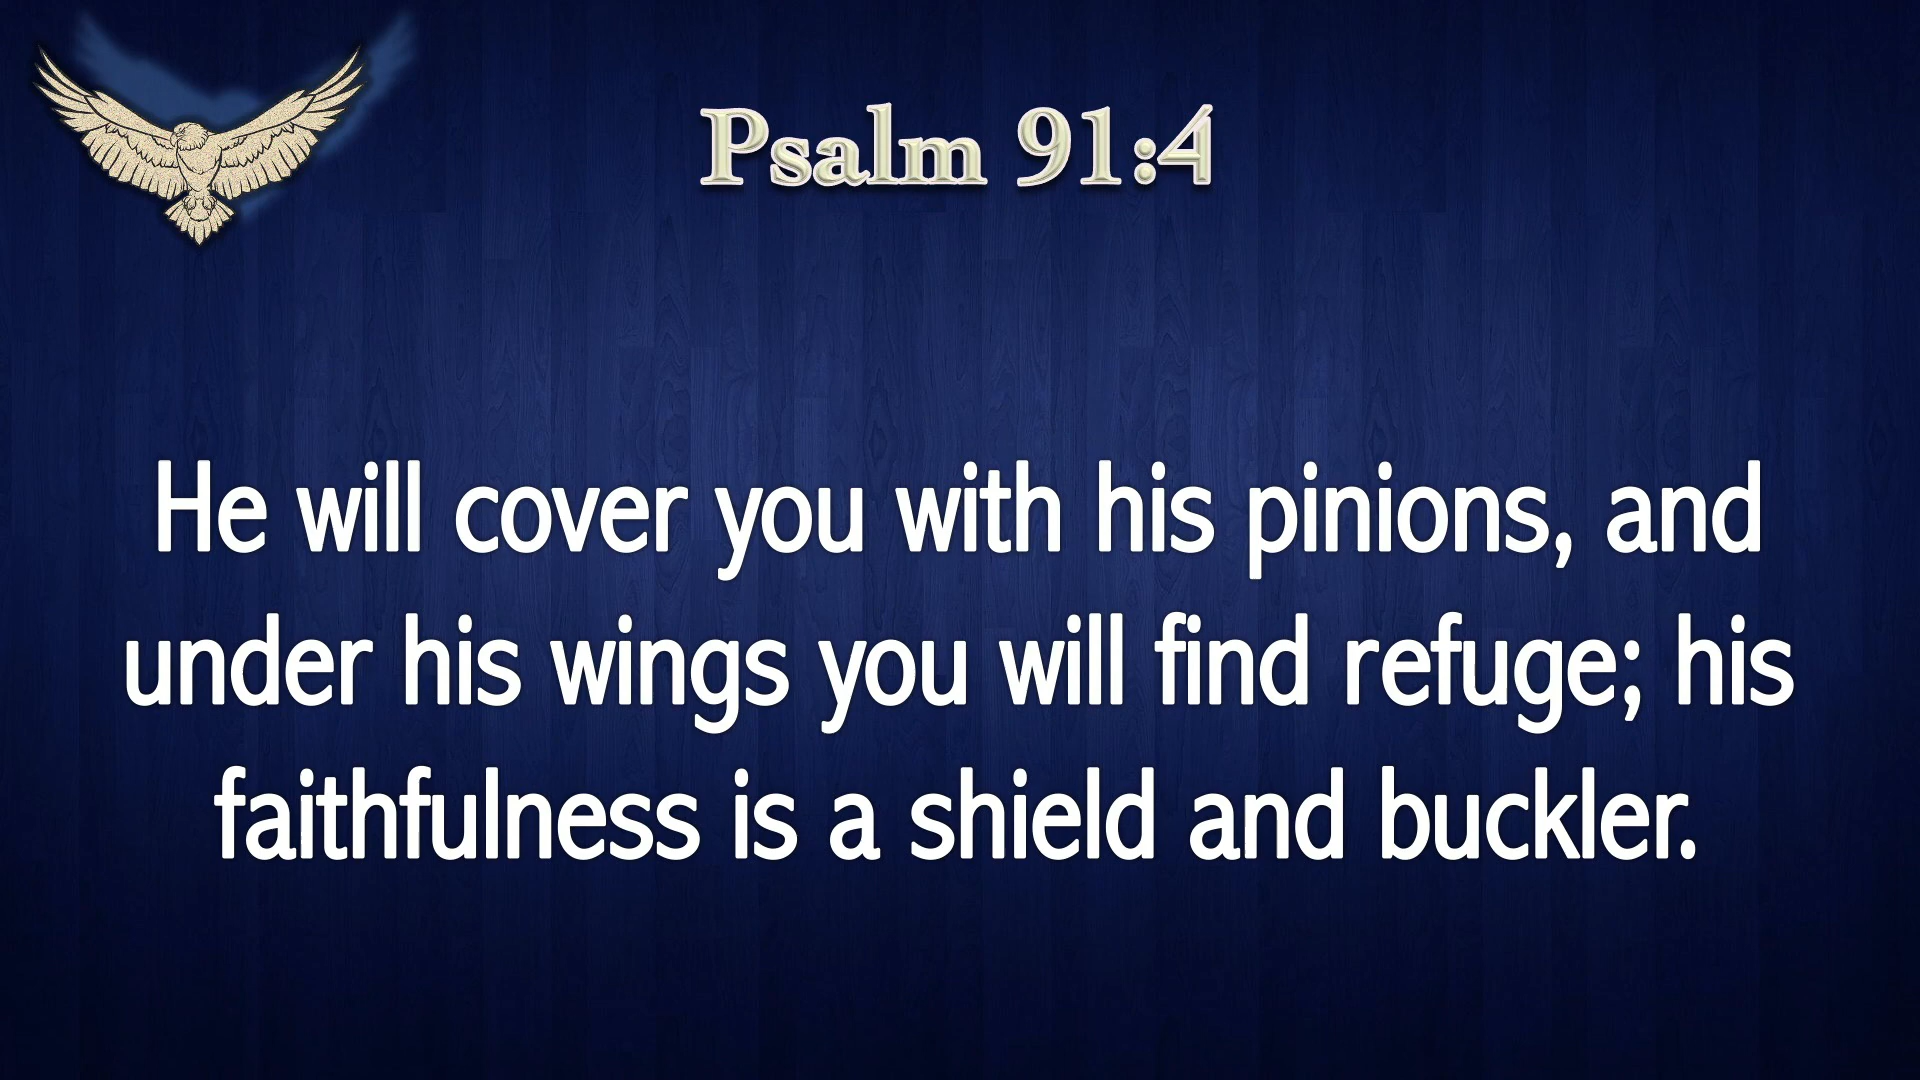 Psalm 91:4
He will cover you with his pinions, and
under his wings you will find refuge; his
faithfulness is a shield and buckler.